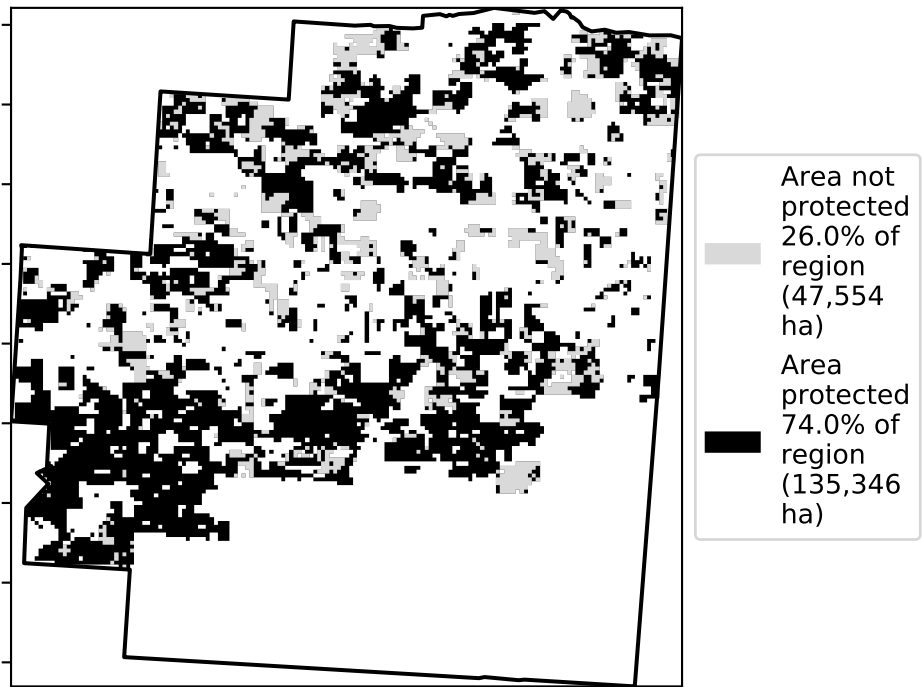 Area not
protected
26.0% of
region
(47,554
ha)
Area
protected
74.0% of
region
(135,346
ha)